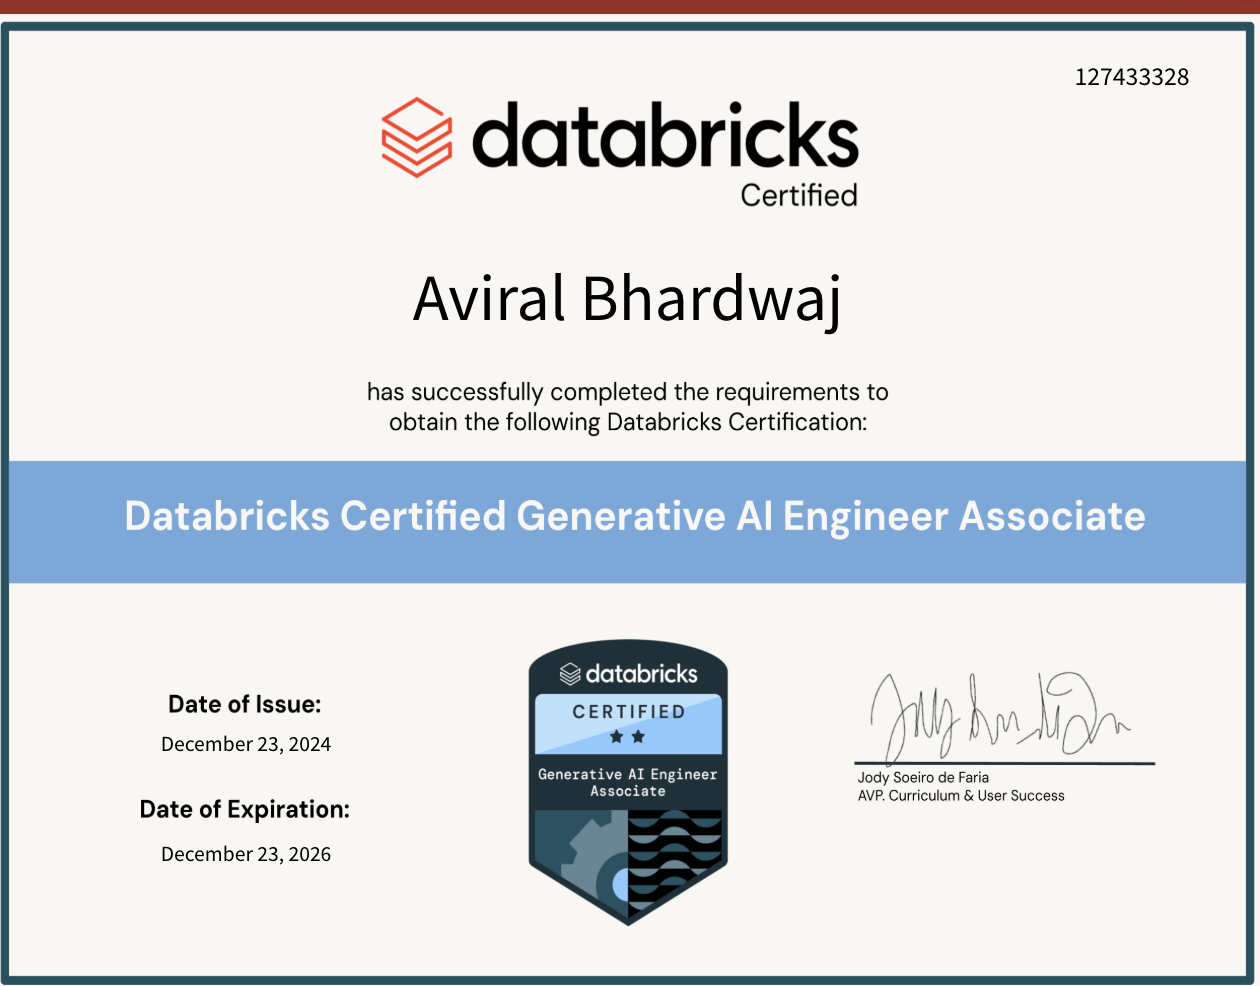 127433328
databricks
Certified
Aviral Bhardwaj
has successfully completed the requirements to
obtain the following Databricks Certification:
Databricks Certified Generative AI Engineer Associate
Date of Issue:
December 23, 2024
Date of Expiration:
December 23, 2026
databricks
CERTIFIED
Generative AI Engineer
Associate
Jody Soeiro de Faria
AVP. Curriculum & User Success